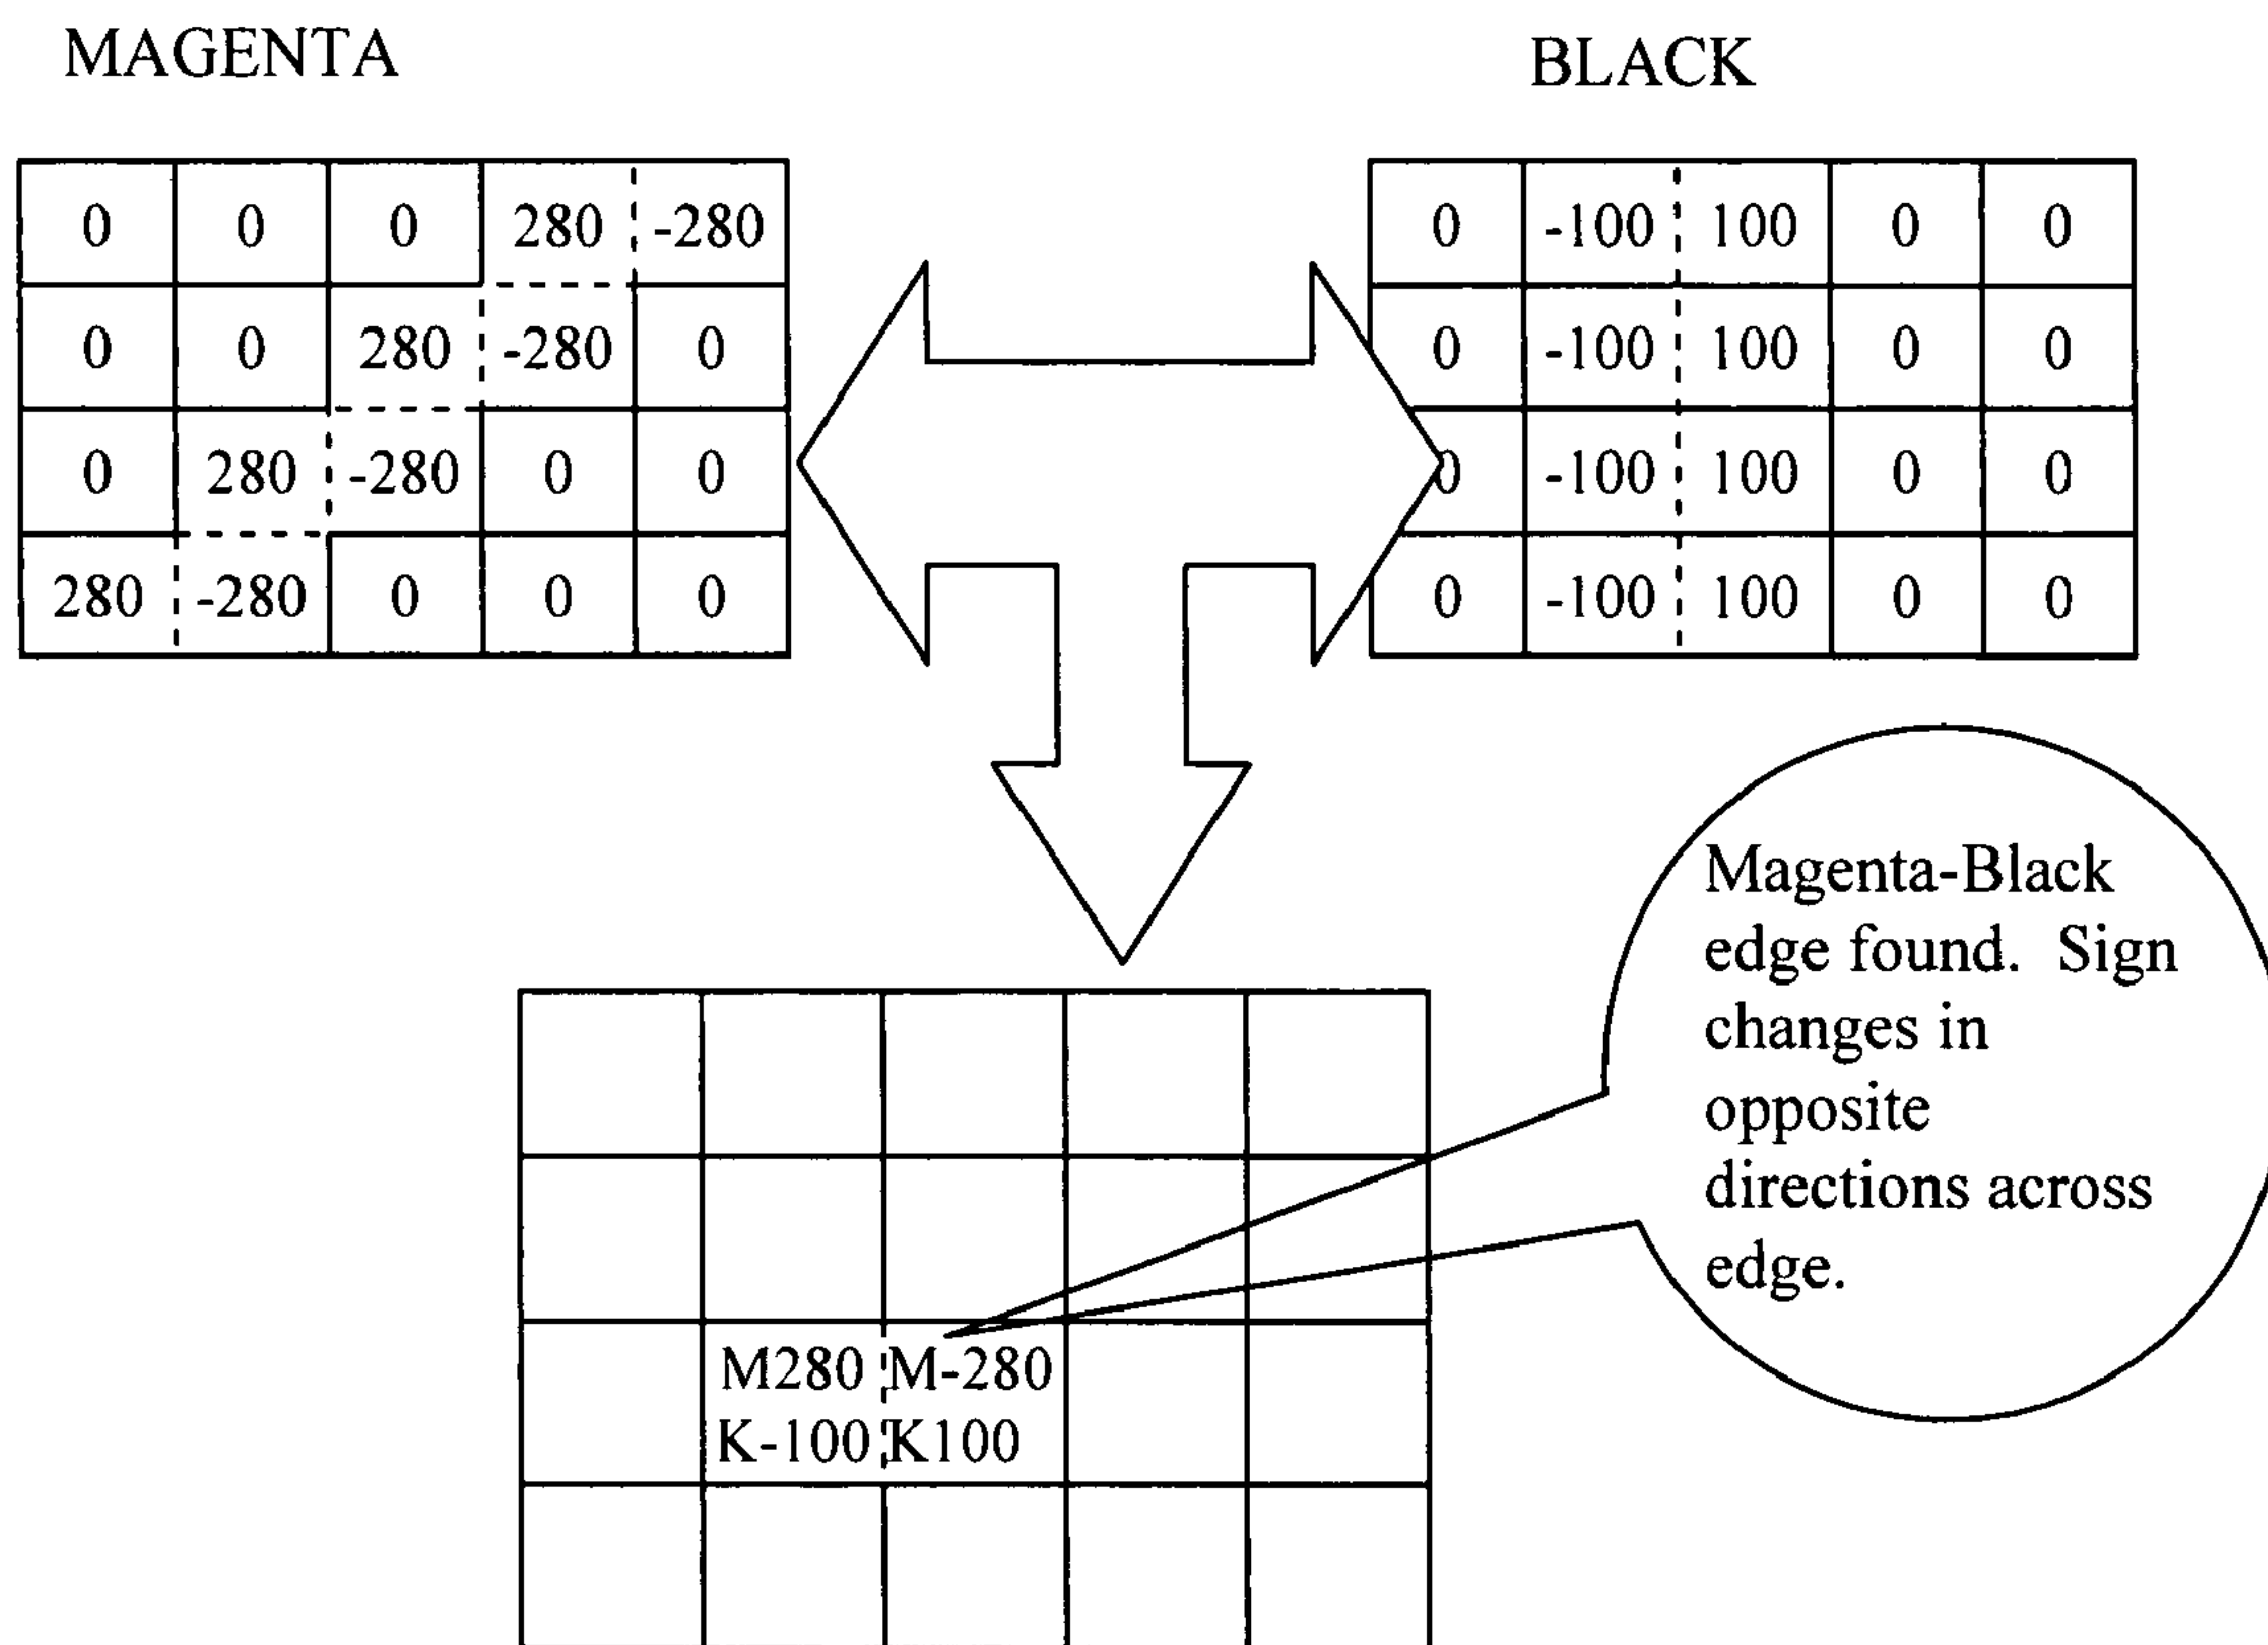 MAGENTA
BLACK
0 0 0 280 -280
0 0 280 -280 0
0 280 -280 0 0
280 -280 0 0 0
0 -100 100 0 0
0 -100 100 0 0
0 -100 100 0 0
0 -100 100 0 0
Magenta-Black
edge found. Sign
changes in
opposite
directions across
edge.
M280 M-280
K-100 K100